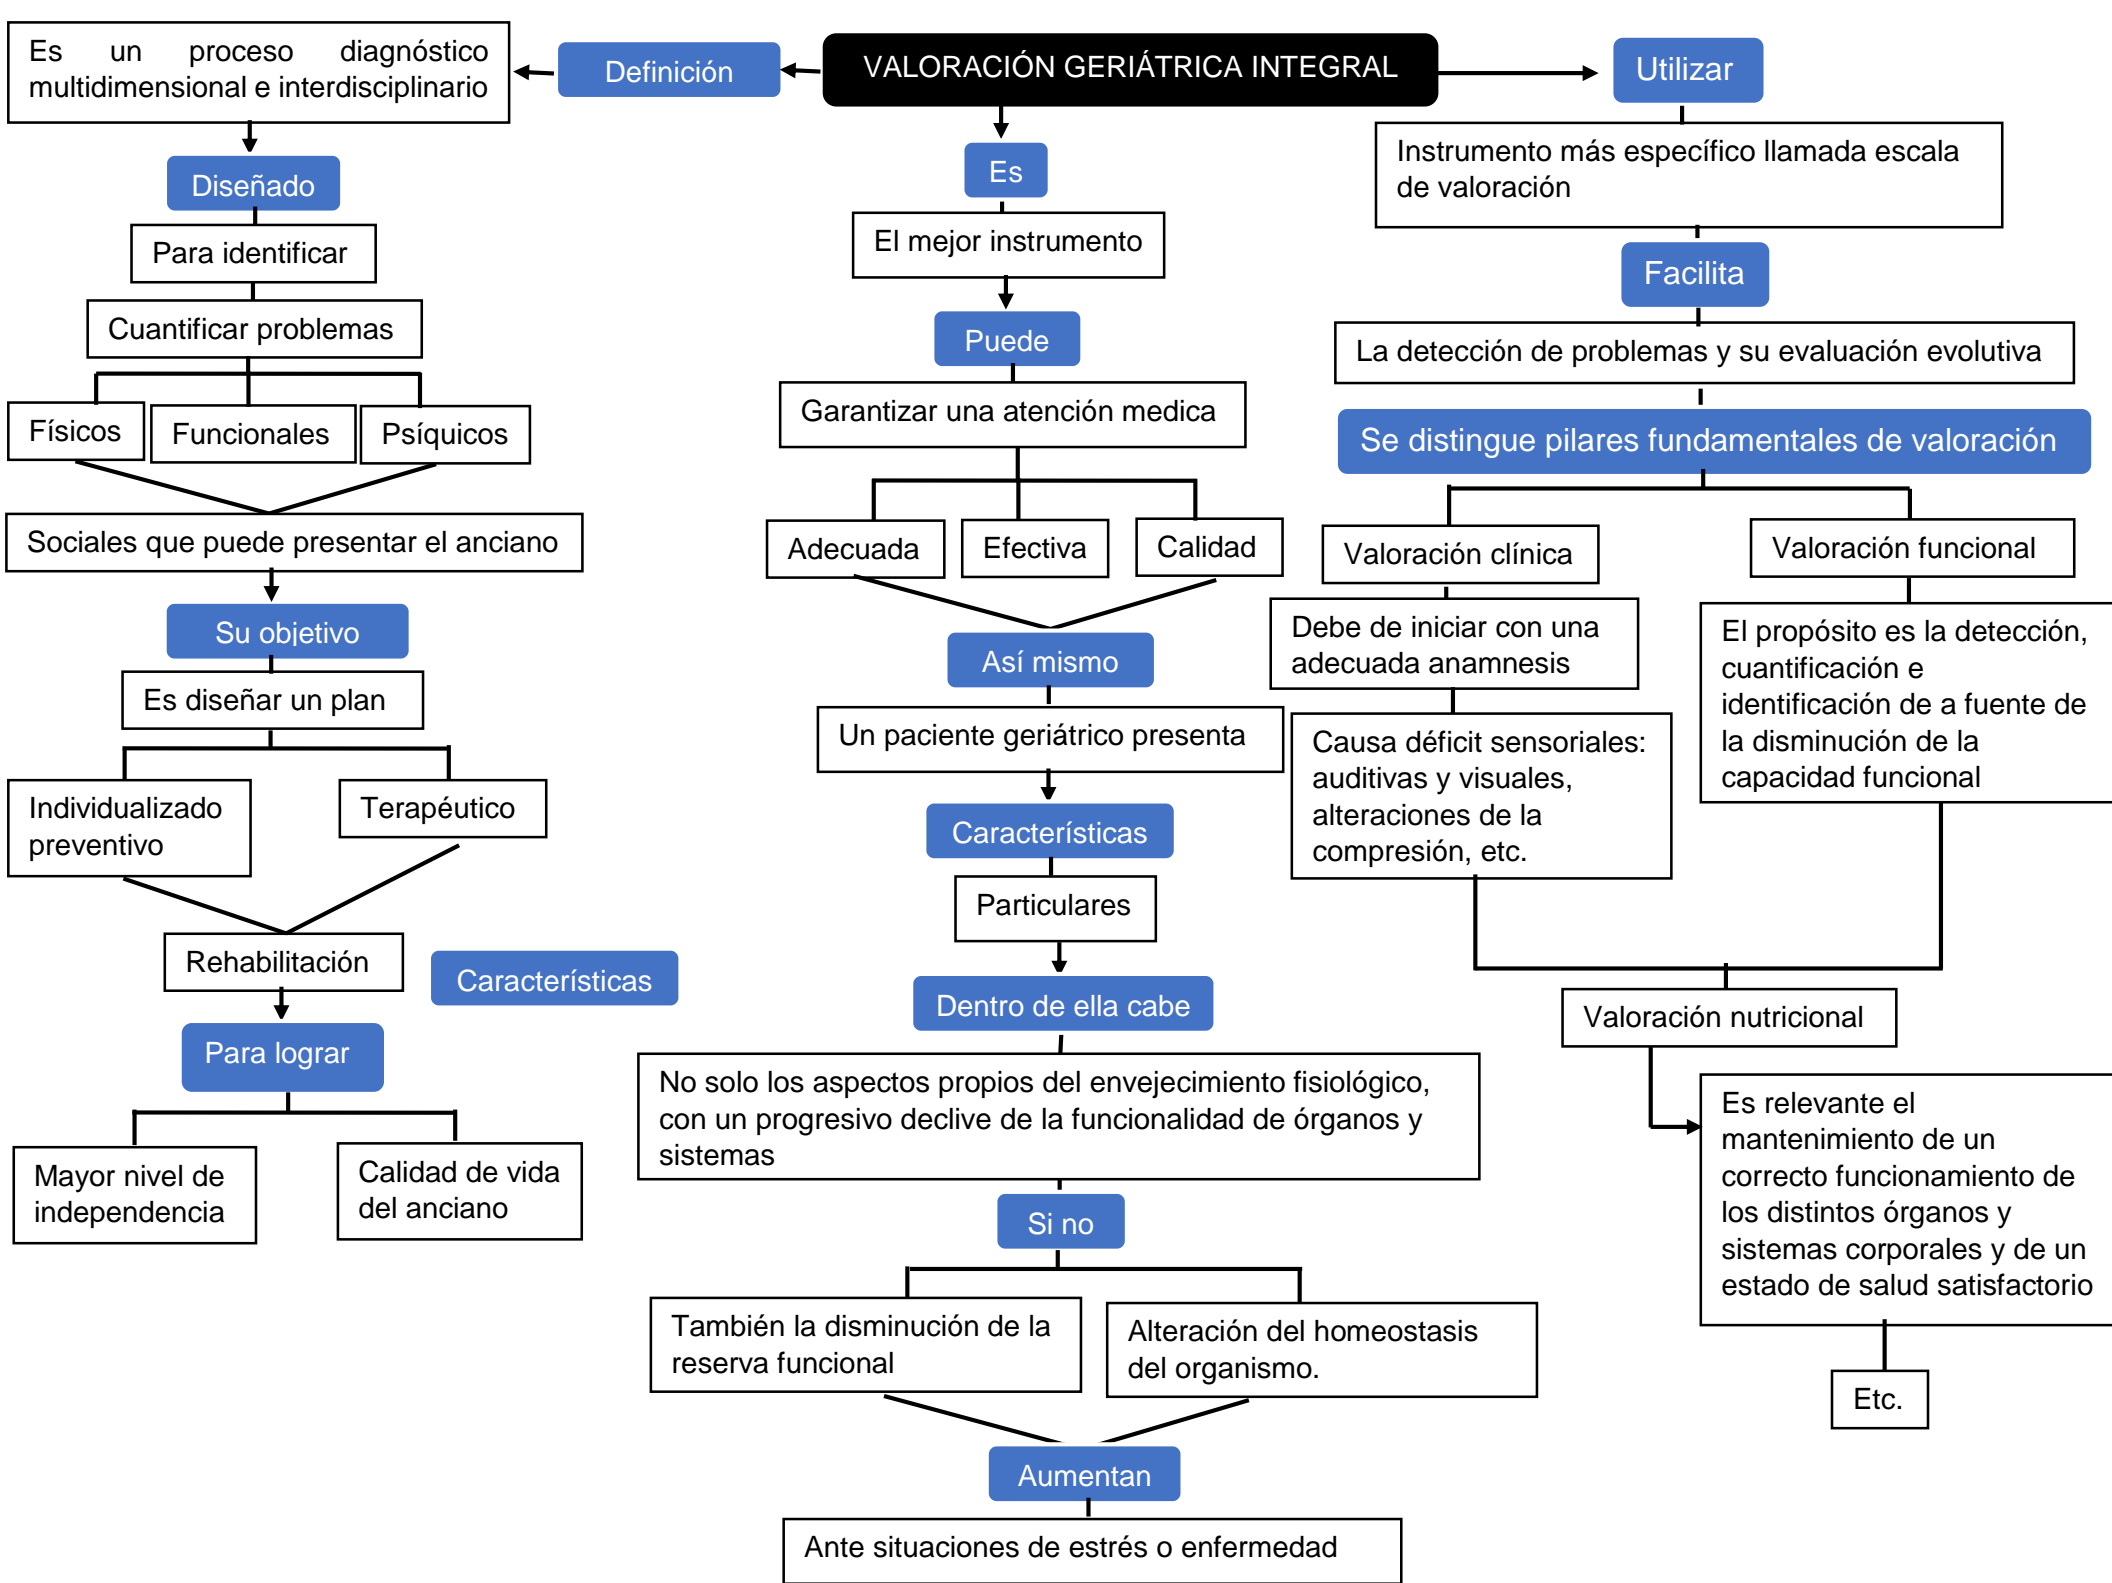 VALORACIÓN GERIÁTRICA INTEGRAL
Definición
Es un proceso diagnóstico
multidimensional e interdisciplinario
Diseñado
Para identificar
Cuantificar problemas
Físicos
Funcionales
Psíquicos
Sociales que puede presentar el anciano
Su objetivo
Es diseñar un plan
Individualizado
preventivo
Terapéutico
Rehabilitación
Características
Para lograr
Mayor nivel de
independencia
Calidad de vida
del anciano
Es
El mejor instrumento
Puede
Garantizar una atención medica
Adecuada
Efectiva
Calidad
Así mismo
Un paciente geriátrico presenta
Características
Particulares
Dentro de ella cabe
No solo los aspectos propios del envejecimiento fisiológico,
con un progresivo declive de la funcionalidad de órganos y
sistemas
Si no
También la disminución de la
reserva funcional
Alteración del homeostasis
del organismo.
Aumentan
Ante situaciones de estrés o enfermedad
Utilizar
Instrumento más específico llamada escala
de valoración
Facilita
La detección de problemas y su evaluación evolutiva
Se distingue pilares fundamentales de valoración
Valoración clínica
Debe de iniciar con una
adecuada anamnesis
Causa déficit sensoriales:
auditivas y visuales,
alteraciones de la
compresión, etc.
Valoración funcional
El propósito es la detección,
cuantificación e
identificación de a fuente de
la disminución de la
capacidad funcional
Valoración nutricional
Es relevante el
mantenimiento de un
correcto funcionamiento de
los distintos órganos y
sistemas corporales y de un
estado de salud satisfactorio
Etc.